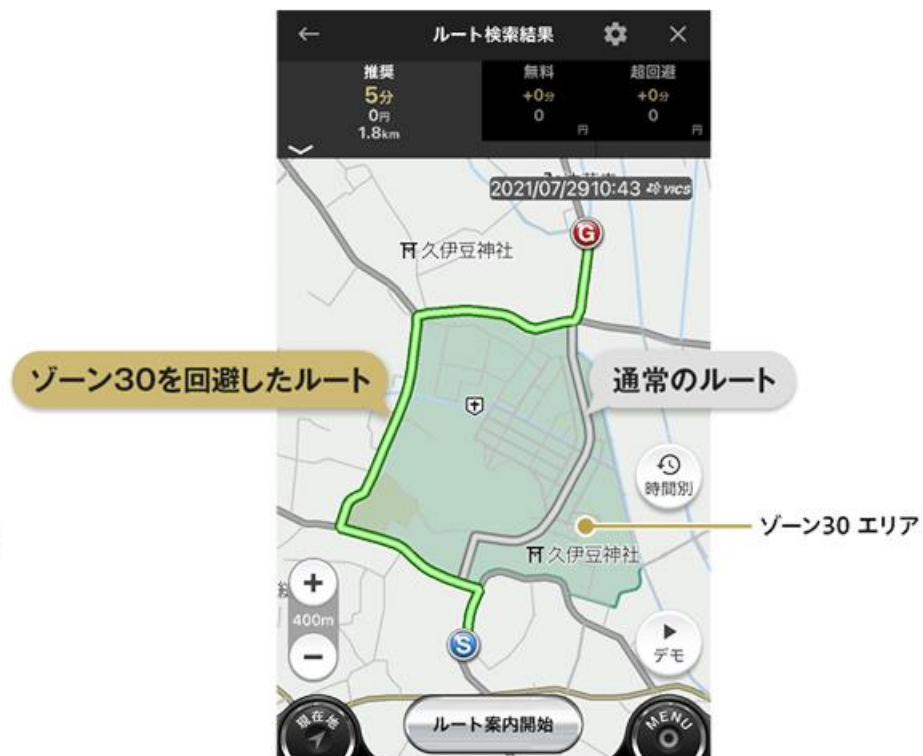 ルート検索結果
推奨
5分
0円
1.8km
無料
+0分
0
円
超回避
+0分
0
円
2021/07/29 10:43 VICS
G
久伊豆神社
ゾーン30を回避したルート
通常のルート
時間別
ゾーン30 エリア
久伊豆神社
+
400m
−
S
デモ
現在地
ルート案内開始
MENU